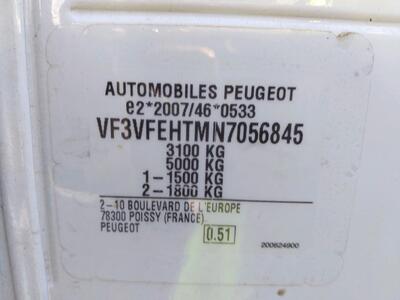 AUTOMOBILES PEUGEOT
e2*2007/46*0533
VF3VFEHTMN7056845
3100 KG
5000 KG
1-1500 KG
2-1800 KG
2-10 BOULEVARD DE L'EUROPE
78300 POISSY (FRANCE)
PEUGEOT
0.51
200624900